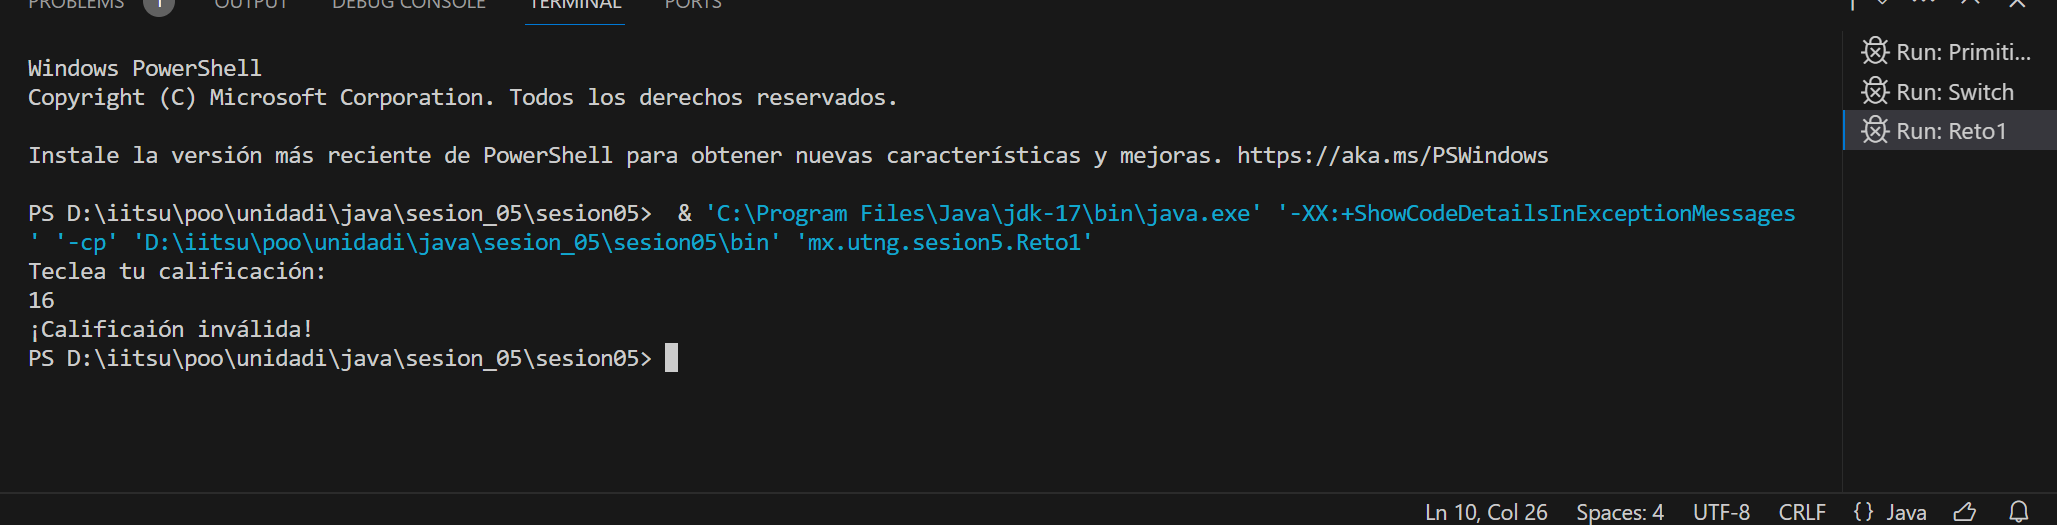 PROBLEMS 1 OUTPUT DEBUG CONSOLE TERMINAL PORTS
Windows PowerShell
Copyright (C) Microsoft Corporation. Todos los derechos reservados.
Instale la versión más reciente de PowerShell para obtener nuevas características y mejoras. https://aka.ms/PSWindows
PS D:\iitsu\poo\unidadi\java\sesion_05\sesion05>  & 'C:\Program Files\Java\jdk-17\bin\java.exe' '-XX:+ShowCodeDetailsInExceptionMessages
' '-cp' 'D:\iitsu\poo\unidadi\java\sesion_05\sesion05\bin' 'mx.utng.sesion5.Reto1'
Teclea tu calificación:
16
¡Calificaión inválida!
PS D:\iitsu\poo\unidadi\java\sesion_05\sesion05>
Run: Primiti...
Run: Switch
Run: Reto1
Ln 10, Col 26 Spaces: 4 UTF-8 CRLF {} Java